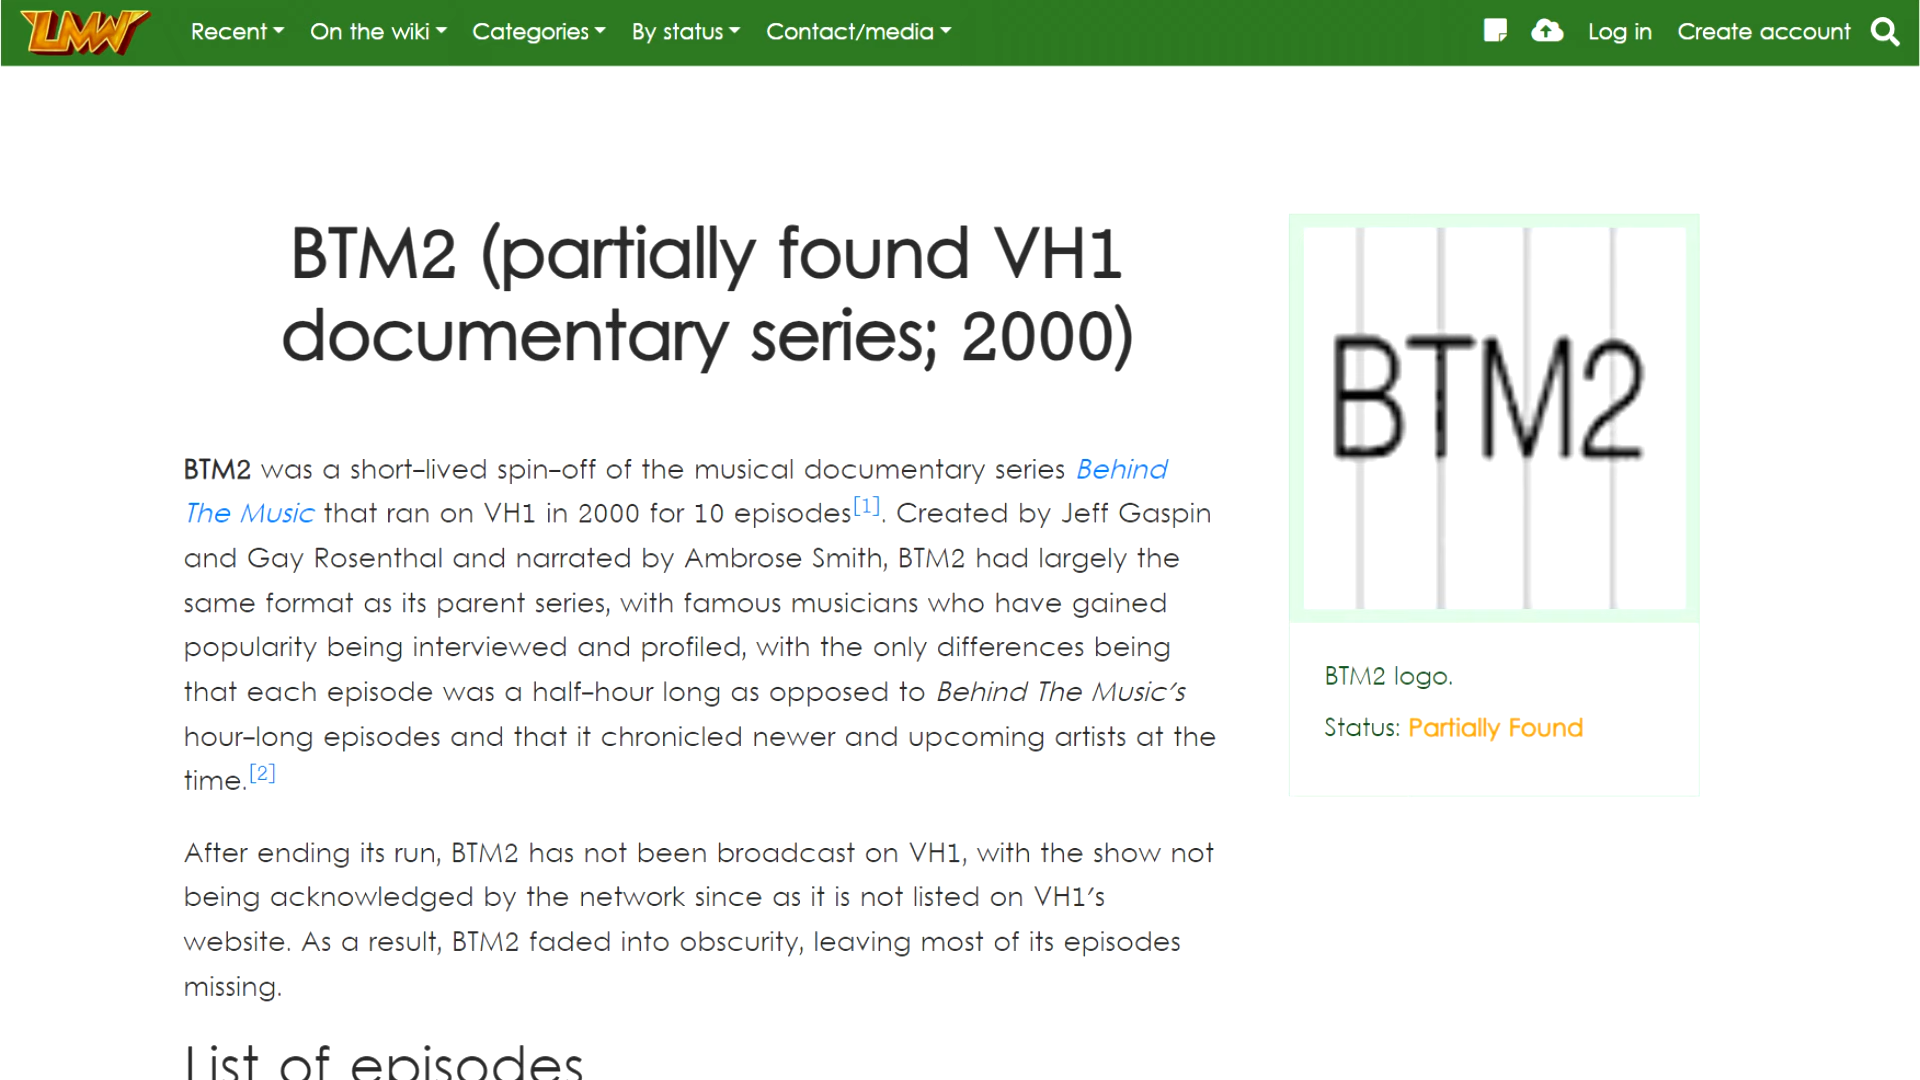 LMW Recent On the wiki Categories By status Contact/media Log in Create account
BTM2 (partially found VH1
documentary series; 2000)
BTM2
BTM2 was a short-lived spin-off of the musical documentary series Behind
The Music that ran on VH1 in 2000 for 10 episodes[1]. Created by Jeff Gaspin
and Gay Rosenthal and narrated by Ambrose Smith, BTM2 had largely the
same format as its parent series, with famous musicians who have gained
popularity being interviewed and profiled, with the only differences being
that each episode was a half-hour long as opposed to Behind The Music's
hour-long episodes and that it chronicled newer and upcoming artists at the
time.[2]
BTM2 logo.
Status: Partially Found
After ending its run, BTM2 has not been broadcast on VH1, with the show not
being acknowledged by the network since as it is not listed on VH1's
website. As a result, BTM2 faded into obscurity, leaving most of its episodes
missing.
List of episodes